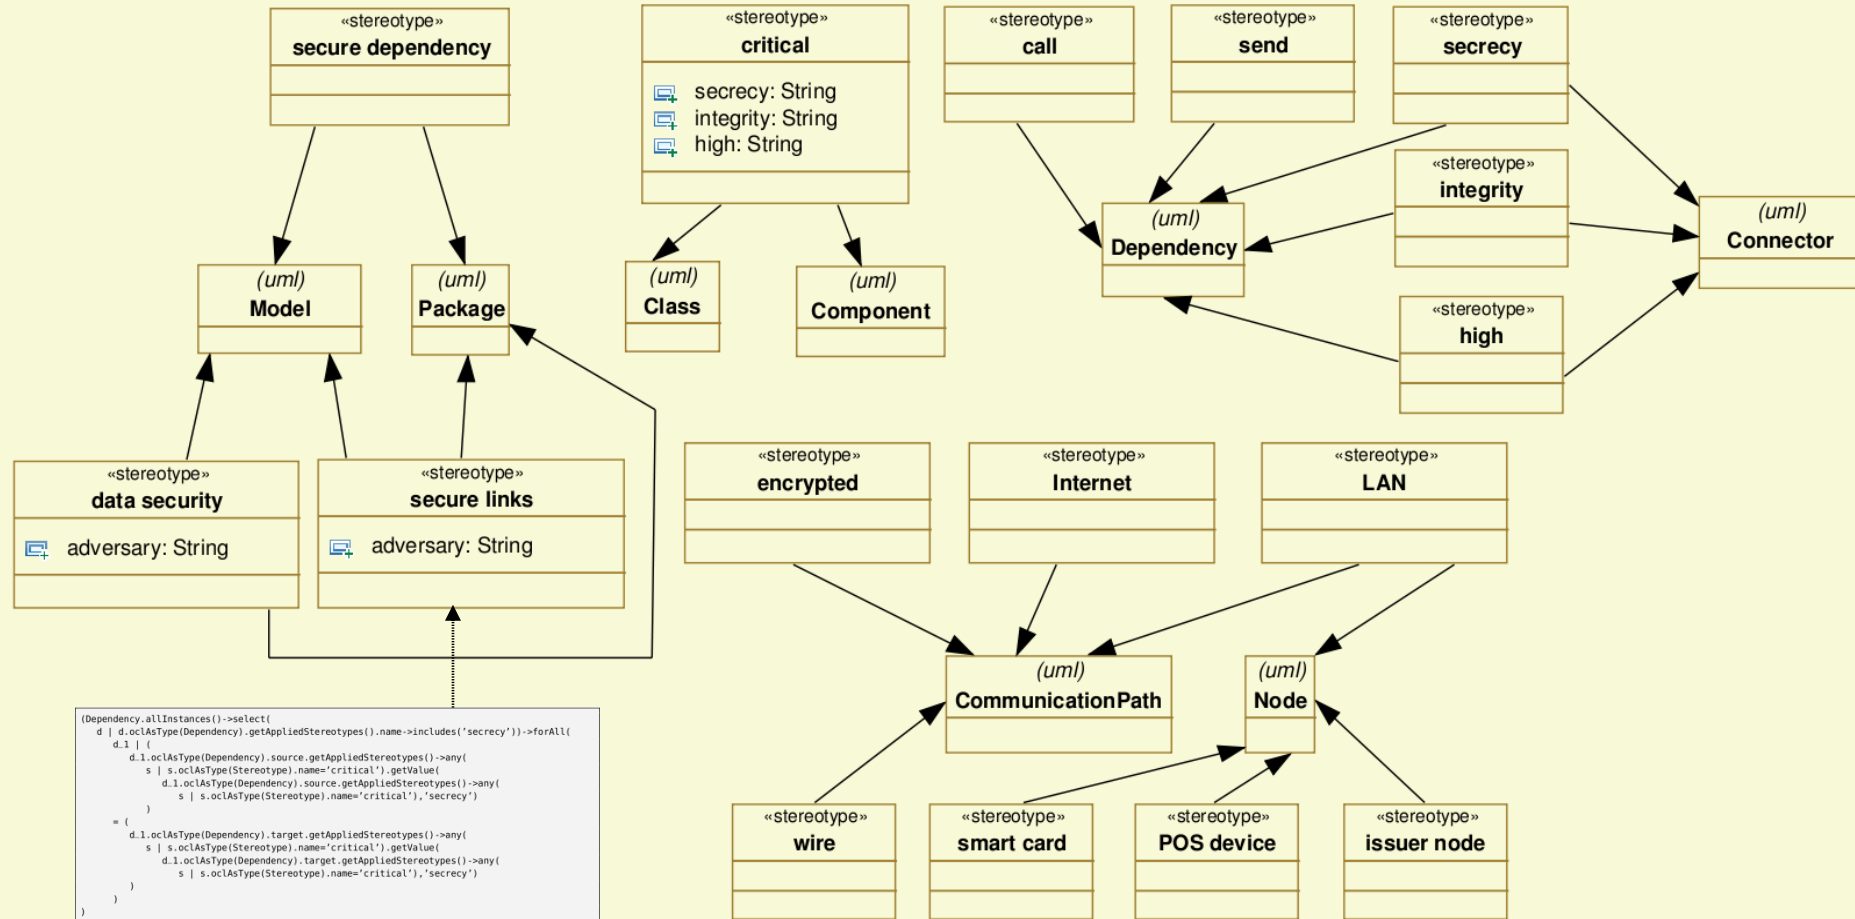 «stereotype»
secure dependency
«stereotype»
critical
secrecy: String
integrity: String
high: String
«stereotype»
call
«stereotype»
send
«stereotype»
secrecy
«stereotype»
integrity
«stereotype»
high
(uml)
Model
(uml)
Package
(uml)
Class
(uml)
Component
(uml)
Dependency
(uml)
Connector
«stereotype»
data security
adversary: String
«stereotype»
secure links
adversary: String
«stereotype»
encrypted
«stereotype»
Internet
«stereotype»
LAN
(uml)
CommunicationPath
(uml)
Node
«stereotype»
wire
«stereotype»
smart card
«stereotype»
POS device
«stereotype»
issuer node
(Dependency.allInstances()->select(
d | d.oclAsType(Dependency).getAppliedStereotypes().name->includes(’secrecy’))->forAll(
d_1 | (
d_1.oclAsType(Dependency).source.getAppliedStereotypes()->any(
s | s.oclAsType(Stereotype).name=’critical’).getValue(
d_1.oclAsType(Dependency).source.getAppliedStereotypes()->any(
s | s.oclAsType(Stereotype).name=’critical’),’secrecy’)
)
= (
d_1.oclAsType(Dependency).target.getAppliedStereotypes()->any(
s | s.oclAsType(Stereotype).name=’critical’).getValue(
d_1.oclAsType(Dependency).target.getAppliedStereotypes()->any(
s | s.oclAsType(Stereotype).name=’critical’),’secrecy’)
)
)
)